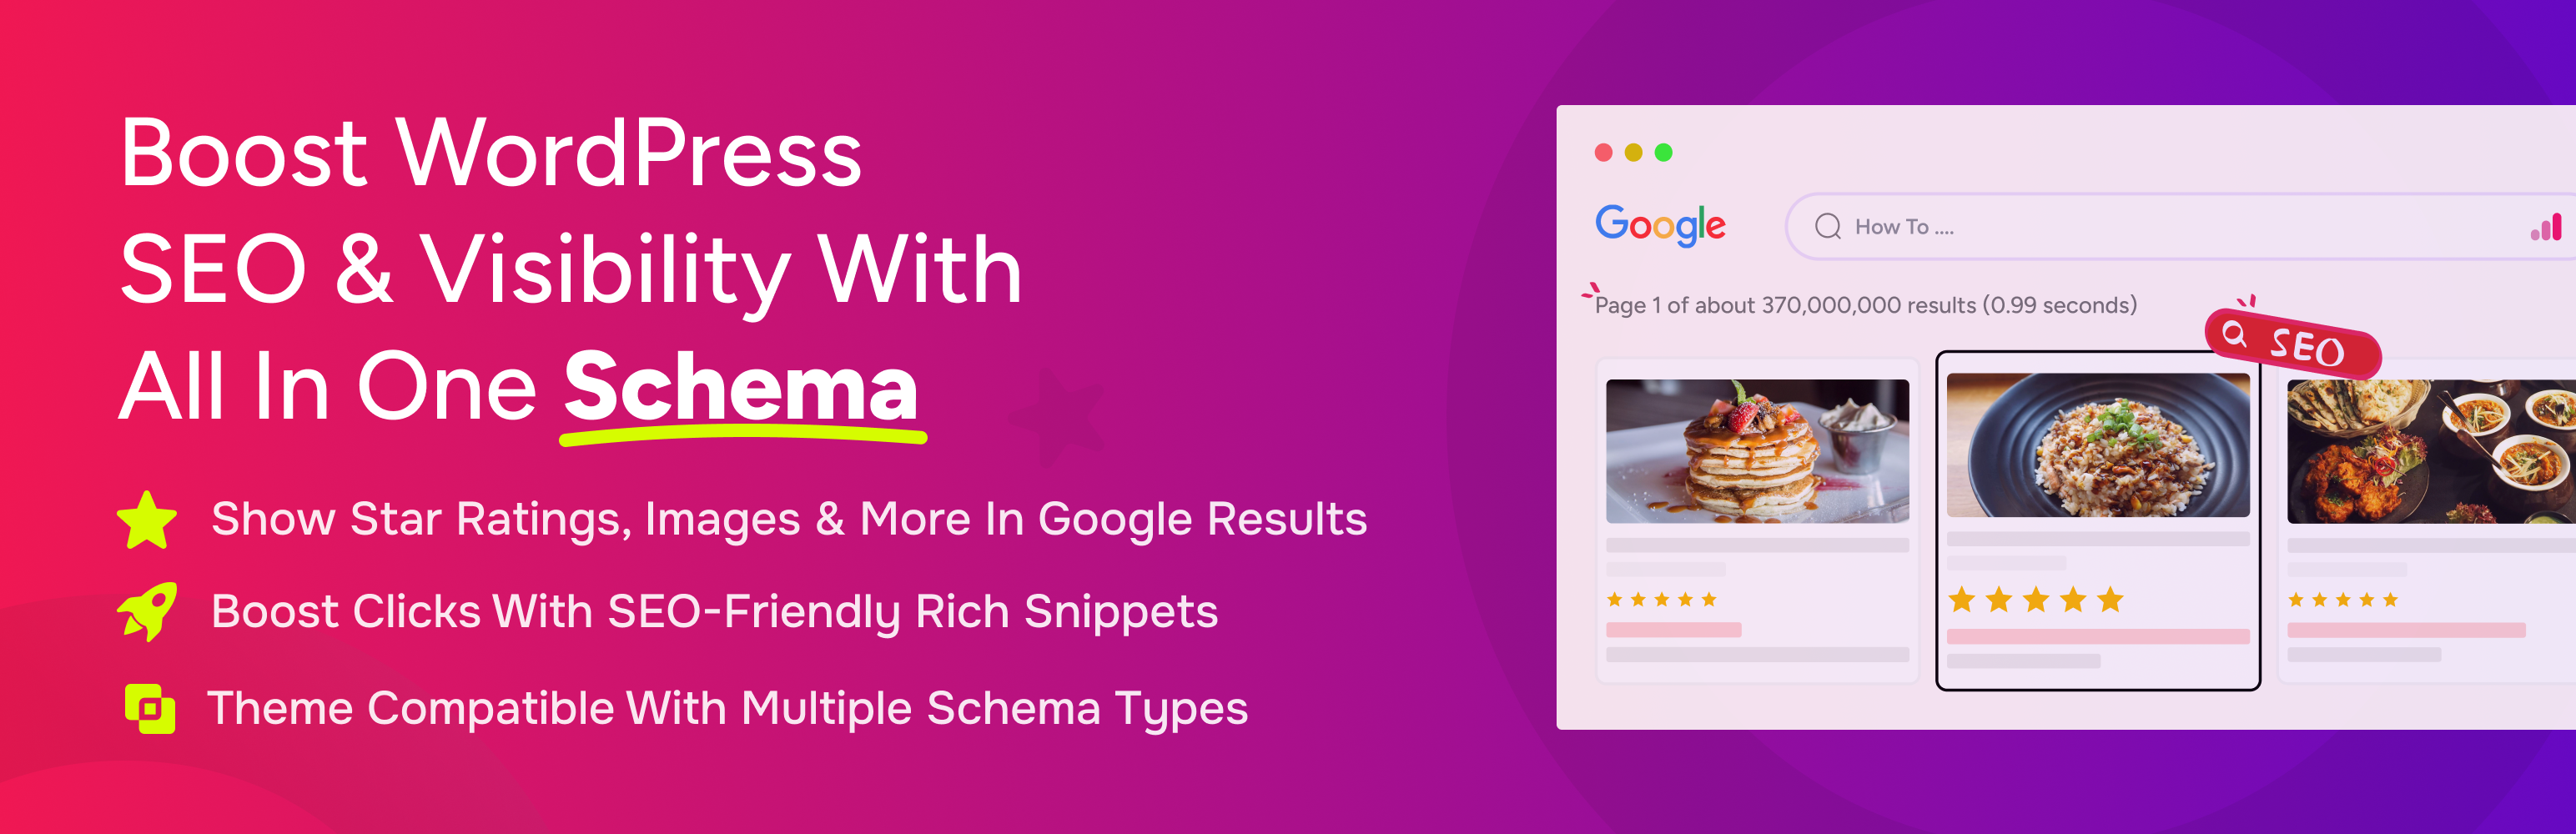 Boost WordPress
SEO & Visibility With
All In One Schema
Show Star Ratings, Images & More In Google Results
Boost Clicks With SEO-Friendly Rich Snippets
Theme Compatible With Multiple Schema Types
Google
How To ....
Page 1 of about 370,000,000 results (0.99 seconds)
SEO